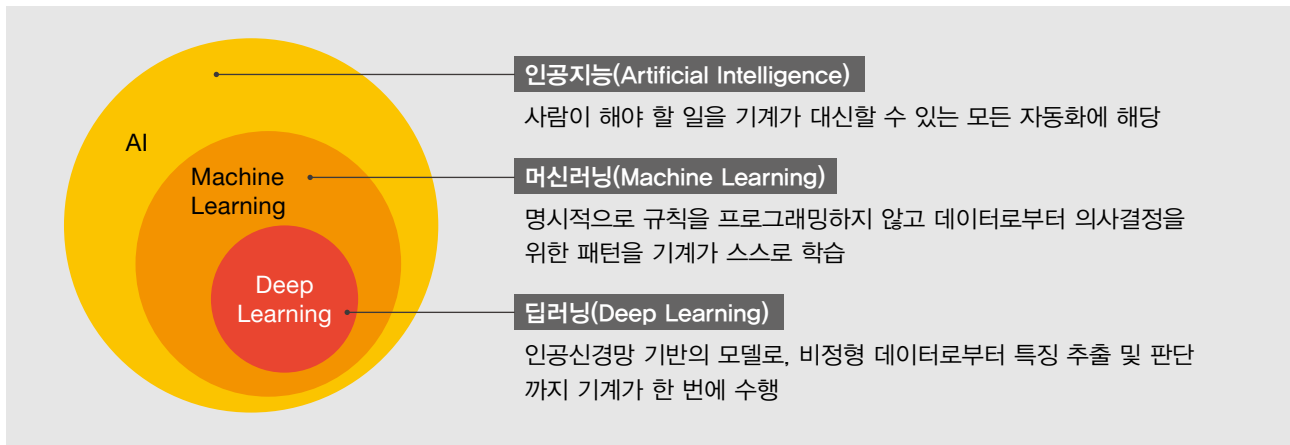 AI
Machine
Learning
Deep
Learning
인공지능(Artificial Intelligence)
사람이 해야 할 일을 기계가 대신할 수 있는 모든 자동화에 해당
머신러닝(Machine Learning)
명시적으로 규칙을 프로그래밍하지 않고 데이터로부터 의사결정을
위한 패턴을 기계가 스스로 학습
딥러닝(Deep Learning)
인공신경망 기반의 모델로, 비정형 데이터로부터 특징 추출 및 판단
까지 기계가 한 번에 수행